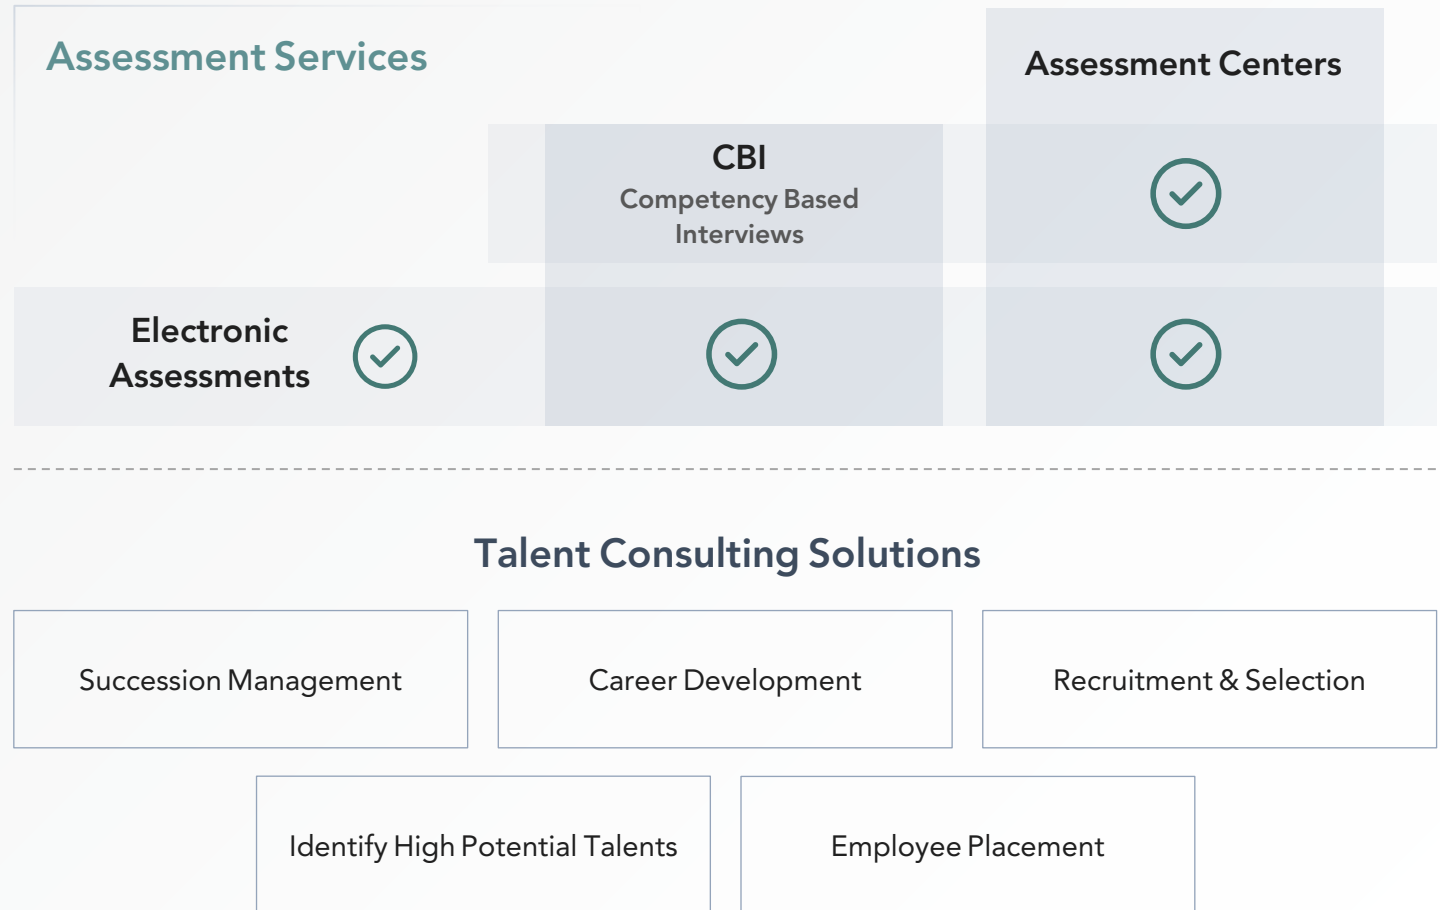 Assessment Services
Assessment Centers
CBI
Competency Based
Interviews
Electronic
Assessments
Talent Consulting Solutions
Succession Management
Career Development
Recruitment & Selection
Identify High Potential Talents
Employee Placement